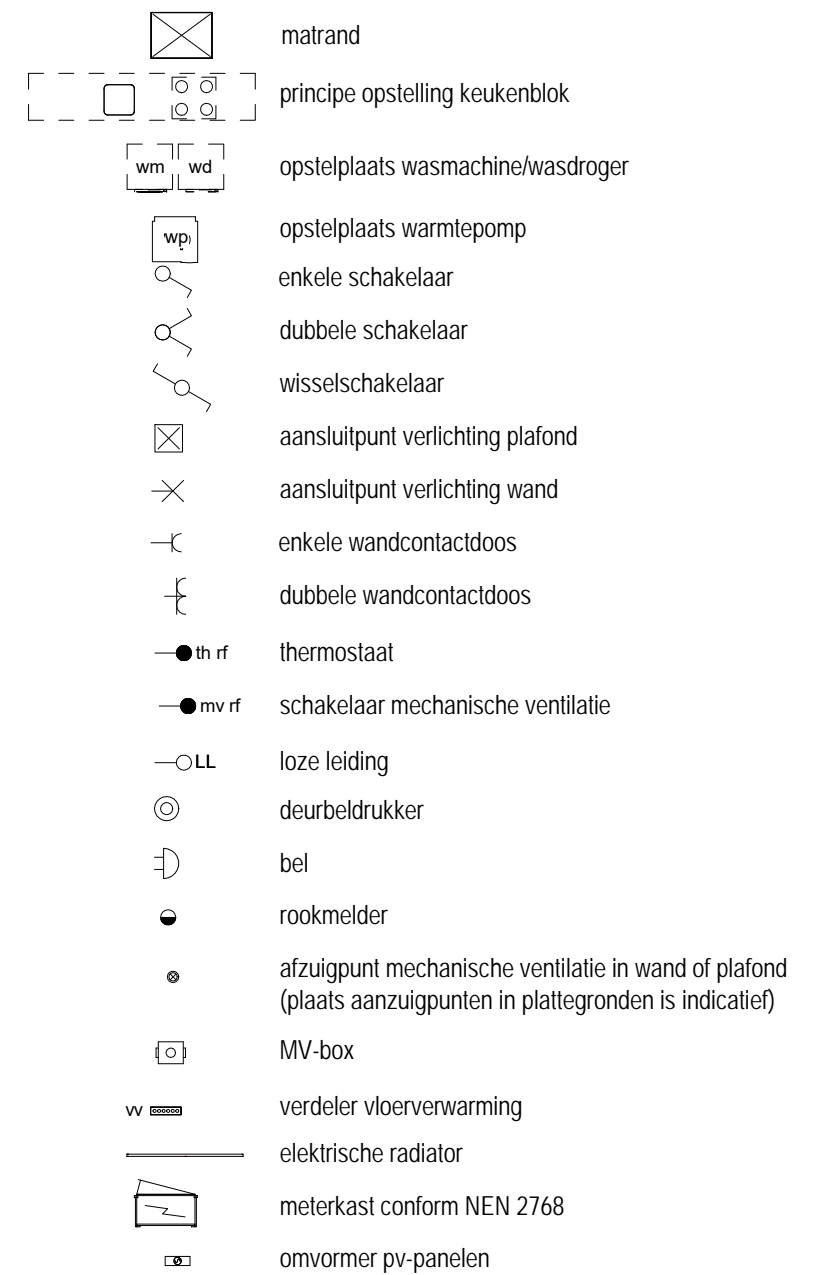 matrand
principe opstelling keukenblok
wm wd opstelplaats wasmachine/wasdroger
wp opstelplaats warmtepomp
enkele schakelaar
dubbele schakelaar
wisselschakelaar
aansluitpunt verlichting plafond
aansluitpunt verlichting wand
enkele wandcontactdoos
dubbele wandcontactdoos
th rf thermostaat
mv rf schakelaar mechanische ventilatie
LL loze leiding
deurbeldrukker
bel
rookmelder
afzuigpunt mechanische ventilatie in wand of plafond
(plaats aanzuigpunten in plattegronden is indicatief)
MV-box
vv verdeler vloerverwarming
elektrische radiator
meterkast conform NEN 2768
omvormer pv-panelen